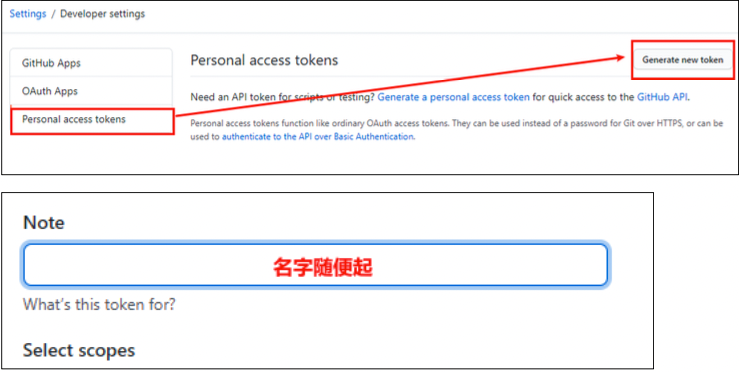 Settings / Developer settings
GitHub Apps
OAuth Apps
Personal access tokens
Personal access tokens
Generate new token
Need an API token for scripts or testing? Generate a personal access token for quick access to the GitHub API.
Personal access tokens function like ordinary OAuth access tokens. They can be used instead of a password for Git over HTTPS, or can be
used to authenticate to the API over Basic Authentication.
Note
名字随便起
What's this token for?
Select scopes